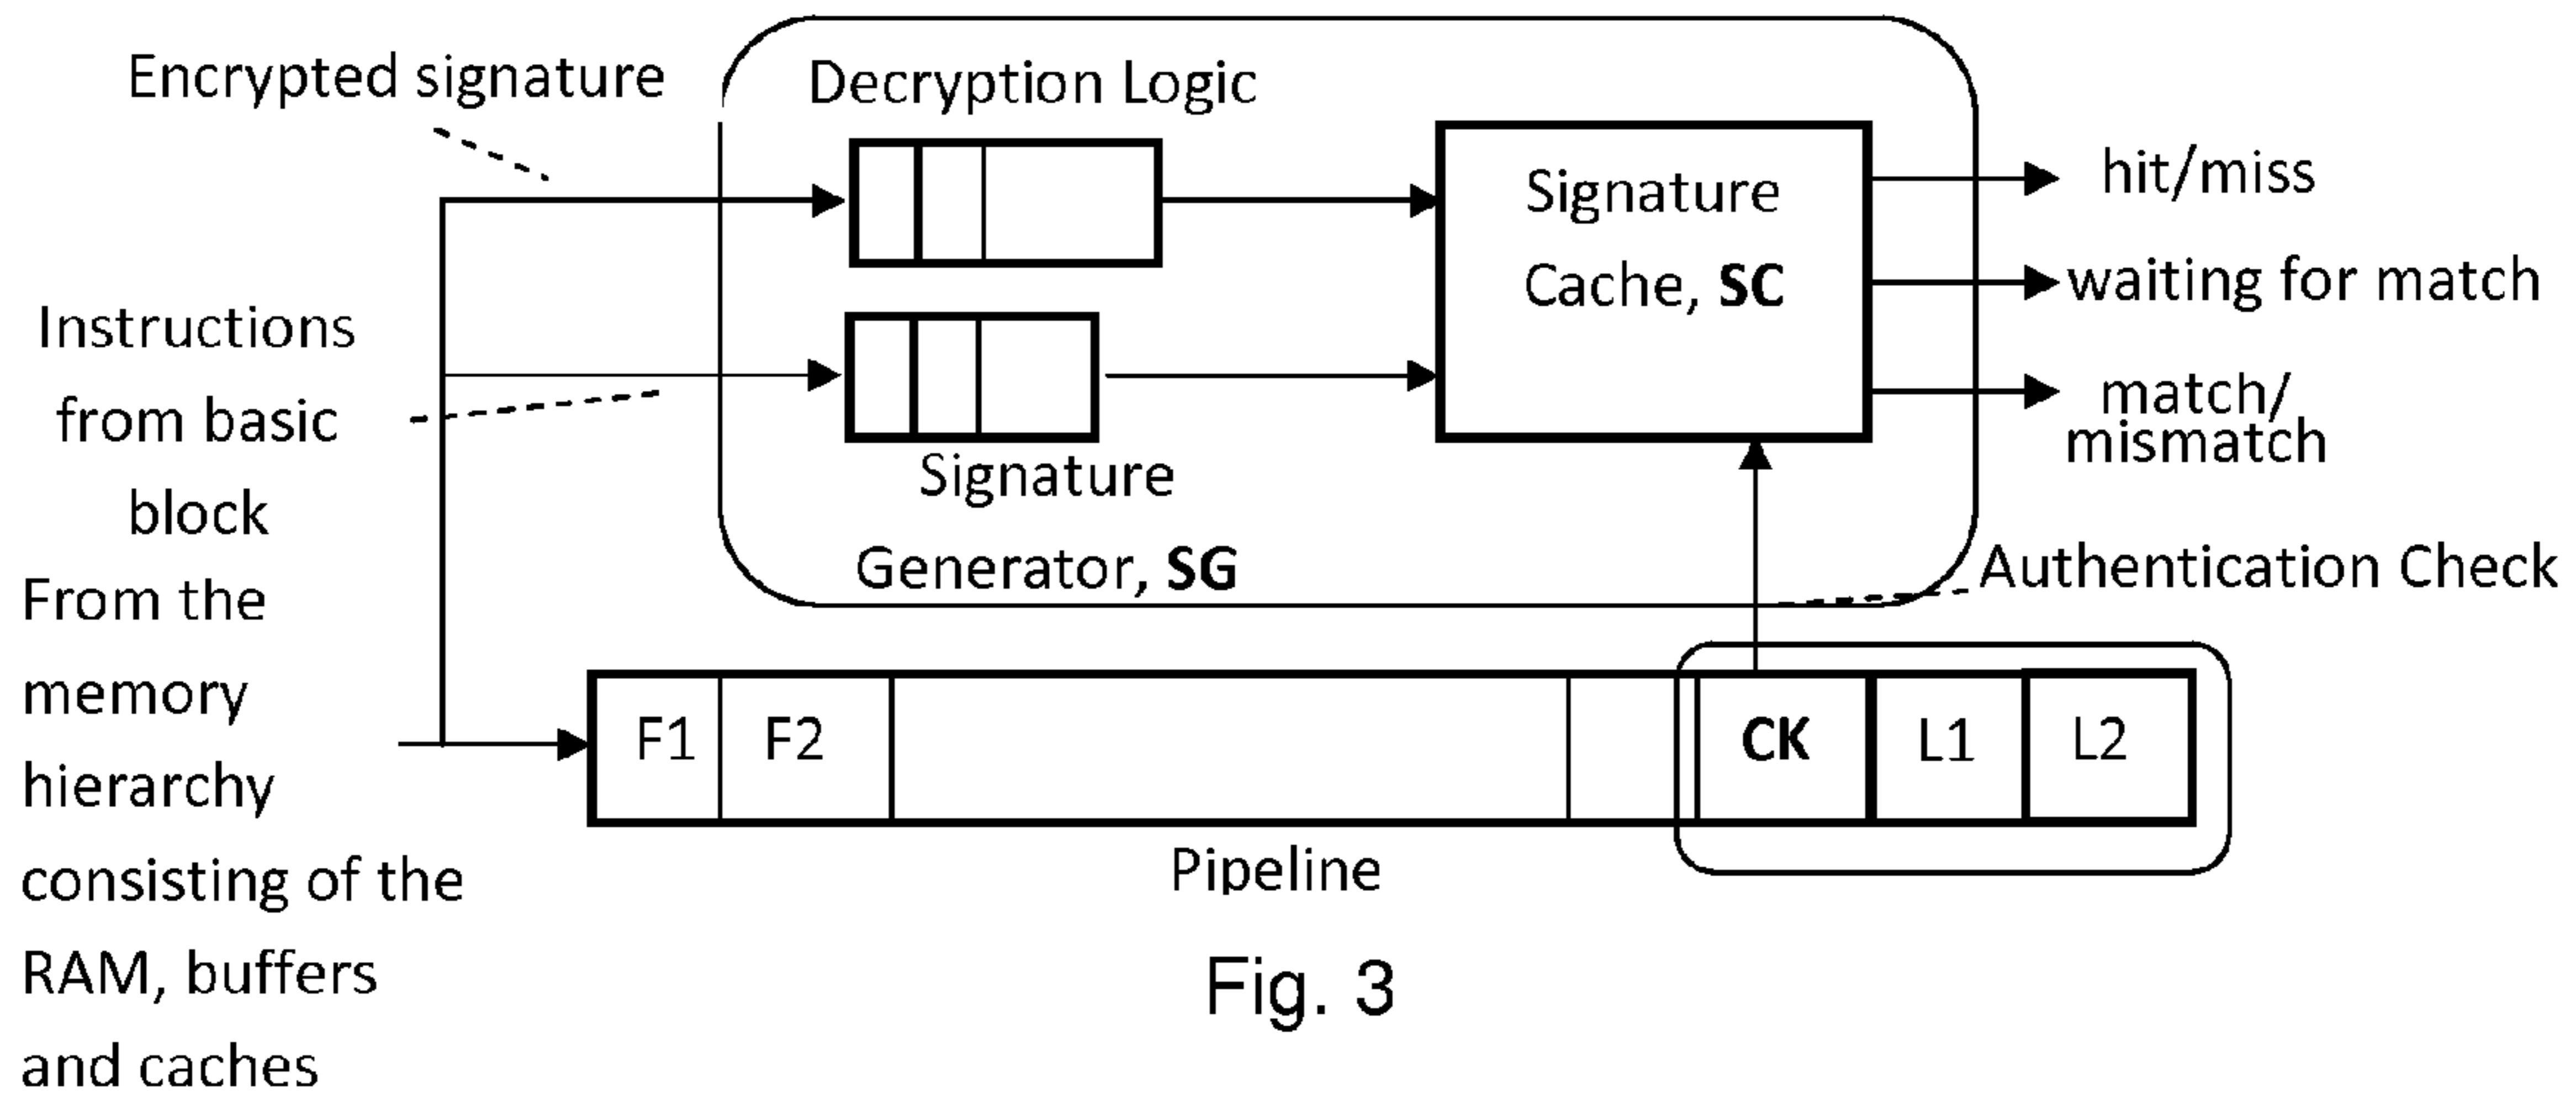 Encrypted signature
Decryption Logic
Signature
Cache, SC
hit/miss
waiting for match
match/
mismatch
Instructions
from basic
block
Signature
Generator, SG
Authentication Check
From the
memory
hierarchy
consisting of the
RAM, buffers
and caches
F1
F2
CK
L1
L2
Pipeline
Fig. 3